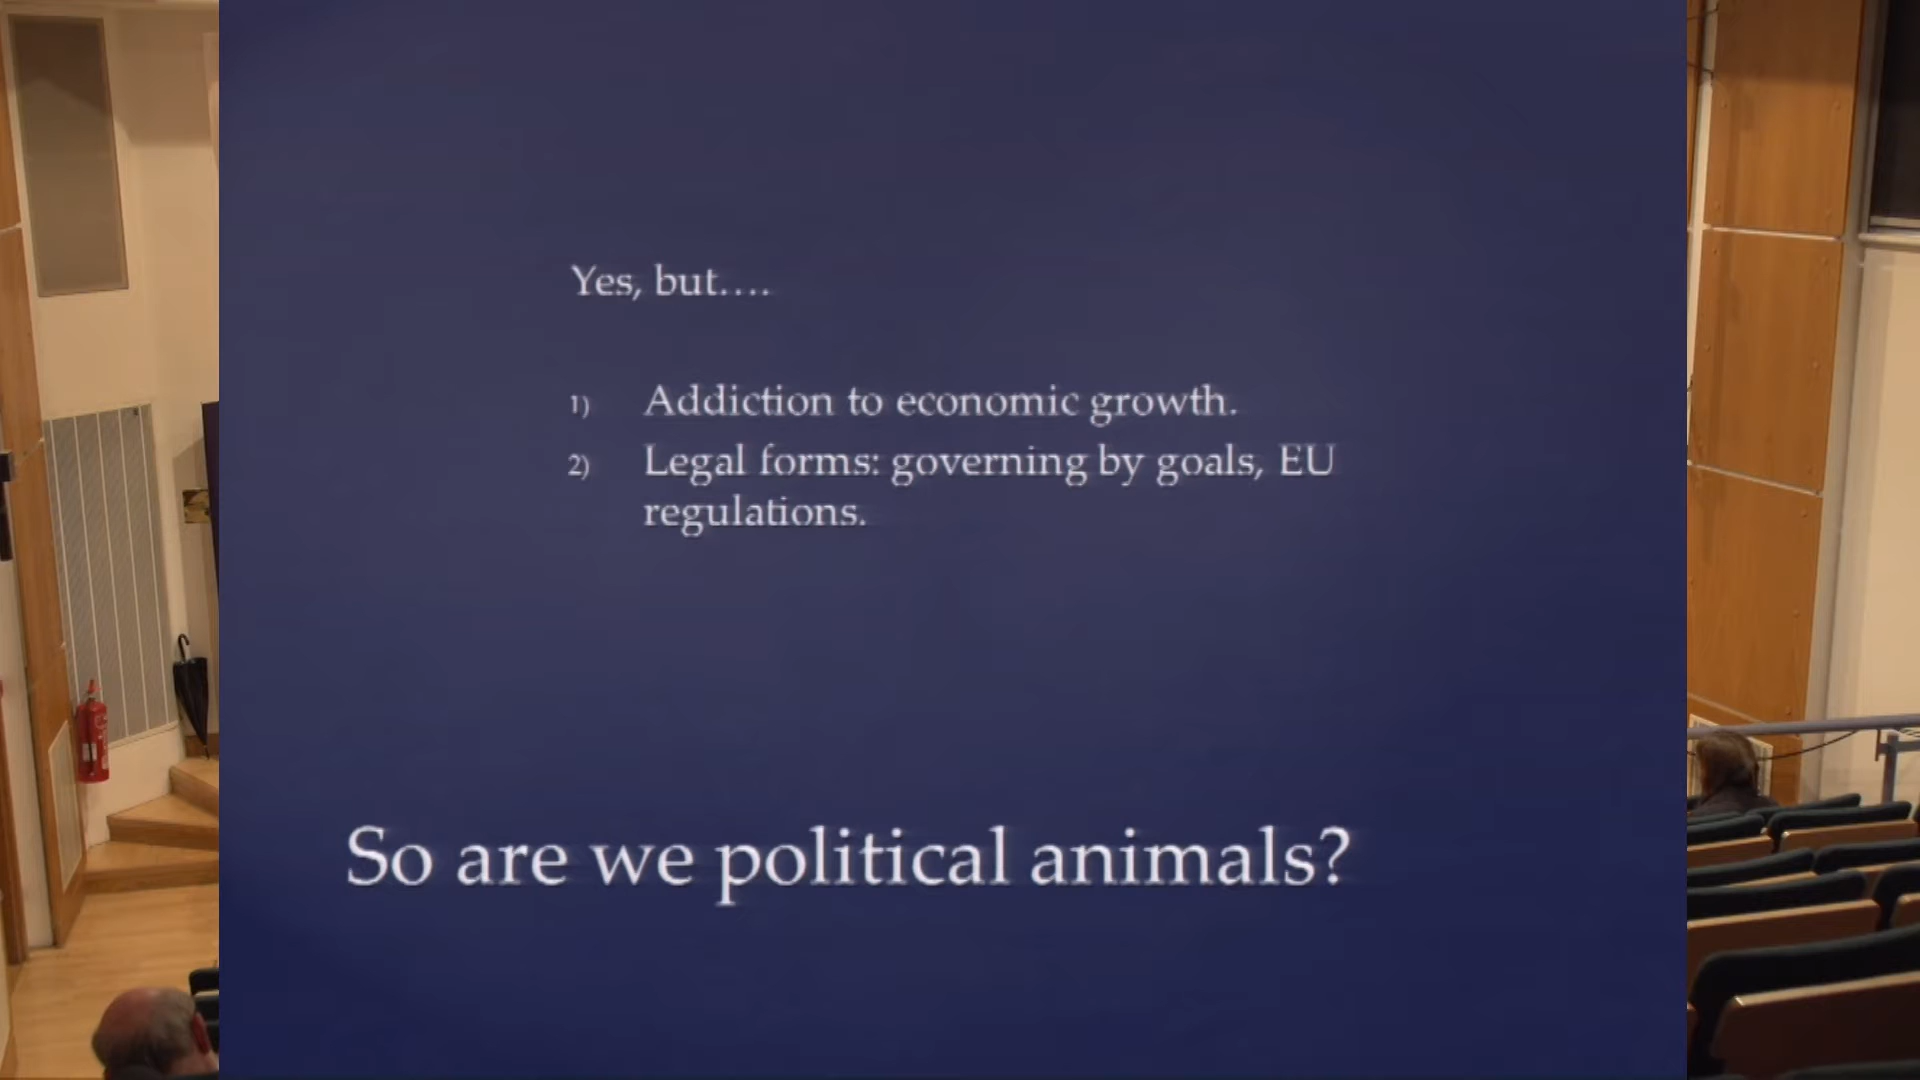 Yes, but....
1) Addiction to economic growth.
2) Legal forms: governing by goals, EU
regulations.
So are we political animals?